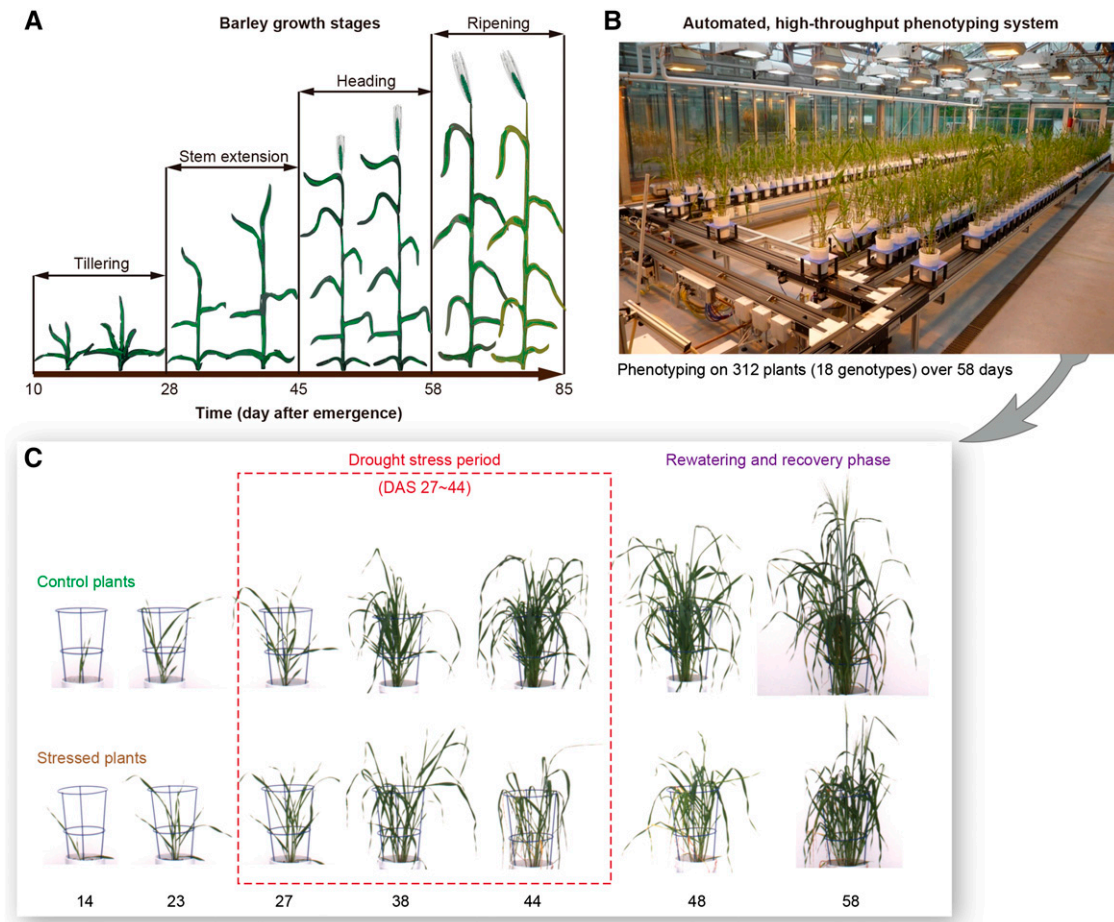 A
Barley growth stages
Ripening
Heading
Stem extension
Tillering
10
28
45
58
85
Time (day after emergence)
B
Automated, high-throughput phenotyping system
Phenotyping on 312 plants (18 genotypes) over 58 days
C
Drought stress period
(DAS 27~44)
Rewatering and recovery phase
Control plants
Stressed plants
14
23
27
38
44
48
58